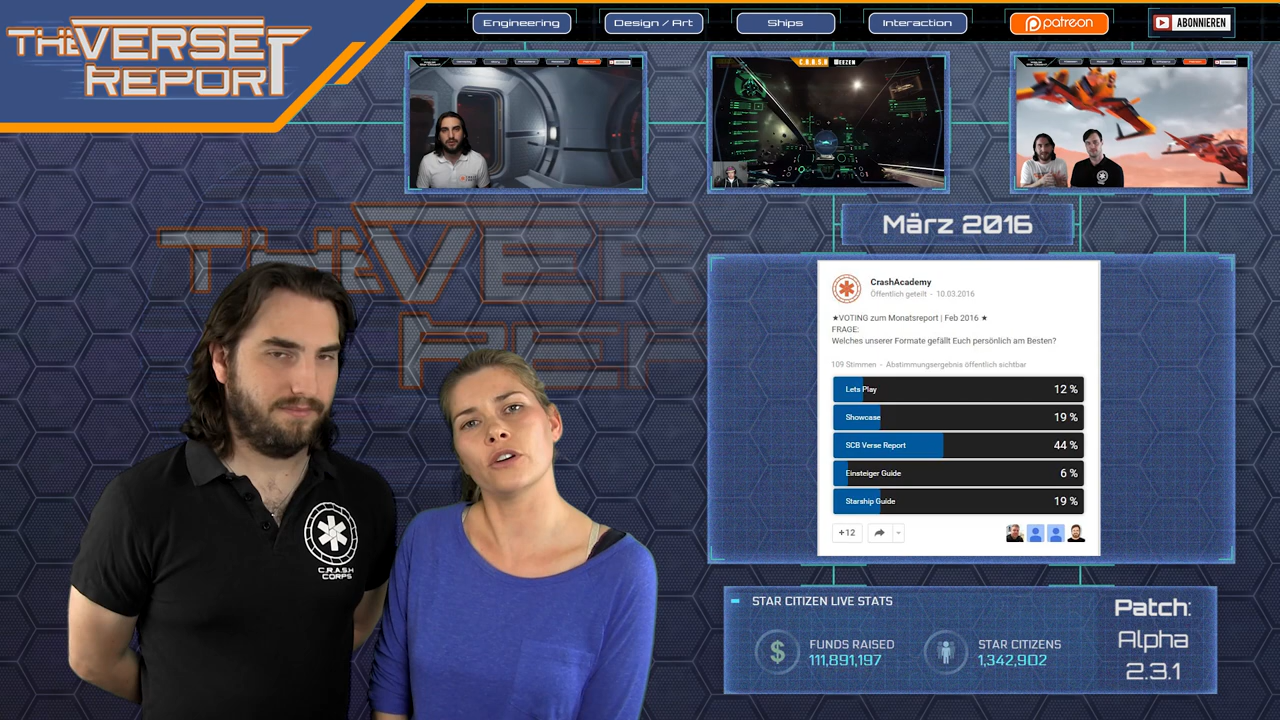 THE VERSE
REPORT
Engineering
Design / Art
Ships
Interaction
patreon
ABONNIEREN
C.R.A.S.H
März 2016
CrashAcademy
Öffentlich geteilt - 10.03.2016
★VOTING zum Monatsreport | Feb 2016 ★
FRAGE:
Welches unserer Formate gefällt Euch persönlich am Besten?
109 Stimmen - Abstimmungsergebnis öffentlich sichtbar
Lets Play 12 %
Showcase 19 %
SCB Verse Report 44 %
Einsteiger Guide 6 %
Starship Guide 19 %
+12
C.R.A.S.H
CORPS
STAR CITIZEN LIVE STATS
FUNDS RAISED
111,891,197
STAR CITIZENS
1,342,902
Patch:
Alpha
2.3.1